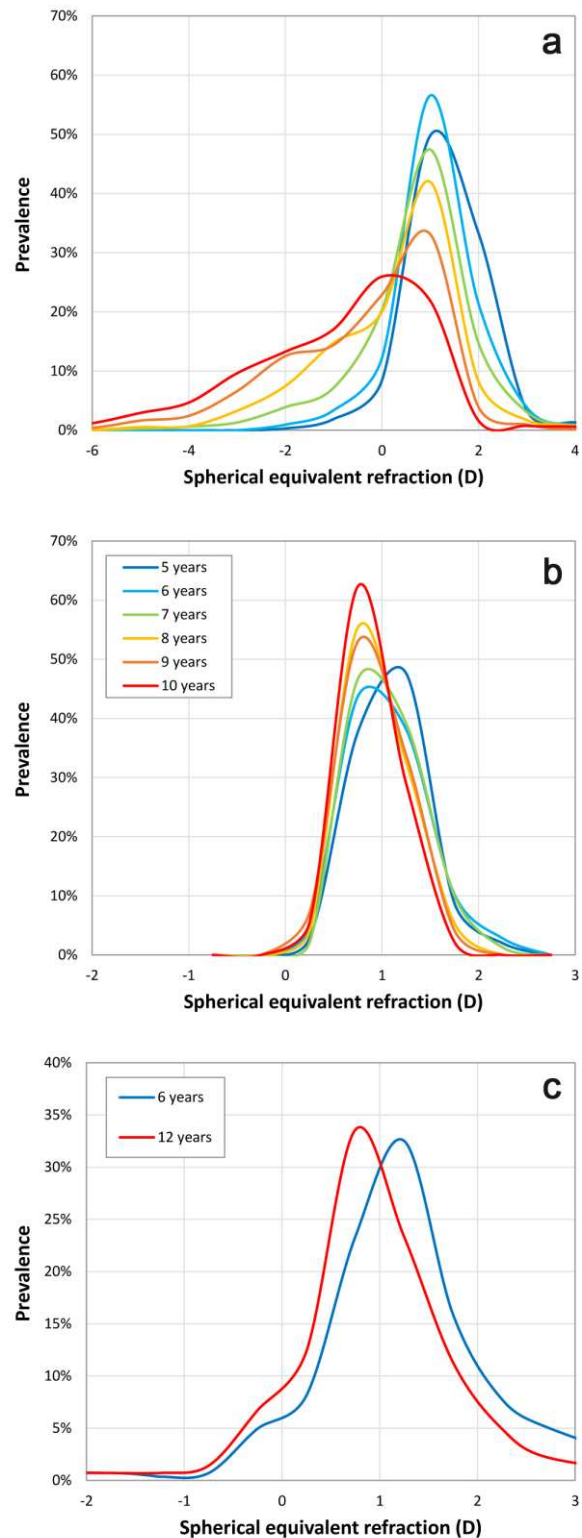 a
70%
60%
50%
40%
30%
20%
10%
0%
Prevalence
-6 -4 -2 0 2 4
Spherical equivalent refraction (D)
b
70%
60%
50%
40%
30%
20%
10%
0%
Prevalence
5 years
6 years
7 years
8 years
9 years
10 years
-2 -1 0 1 2 3
Spherical equivalent refraction (D)
c
40%
35%
30%
25%
20%
15%
10%
5%
0%
Prevalence
6 years
12 years
-2 -1 0 1 2 3
Spherical equivalent refraction (D)